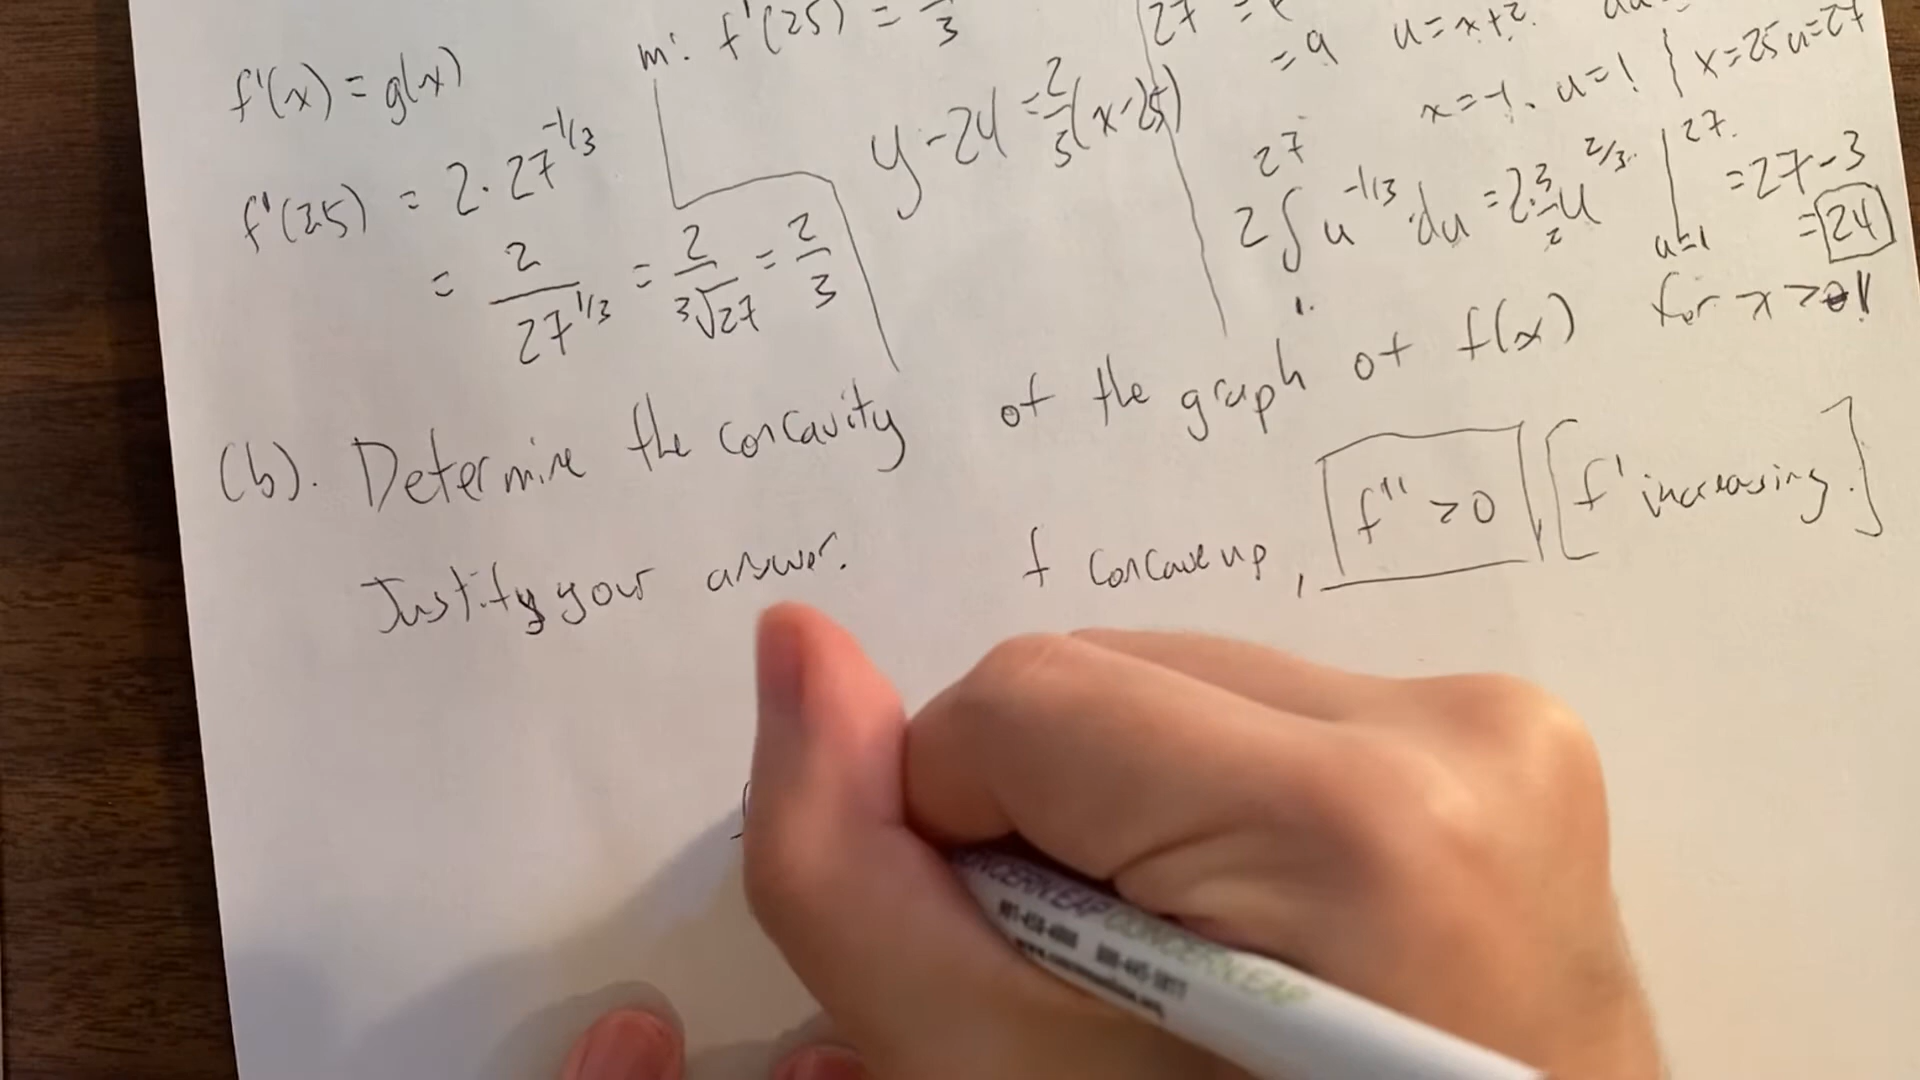 f'(x) = g(x)
f'(25) = 2·27^-1/3
= 2/27^1/3 = 2/³√27 = 2/3
m: f'(25) = /3
y-24 = 2/3(x-25)
27 =
= 9
u = x+2.
x=-1. u=1 { x=25 u=27
2∫ u^-1/3 du = 2·3/2 u^2/3 | 27. u=1 = 27-3
27
1.
= 24
(b). Determine the concavity of the graph of f(x) for x > -1
Justify your answer. f concave up, f'' > 0, [f' increasing.]